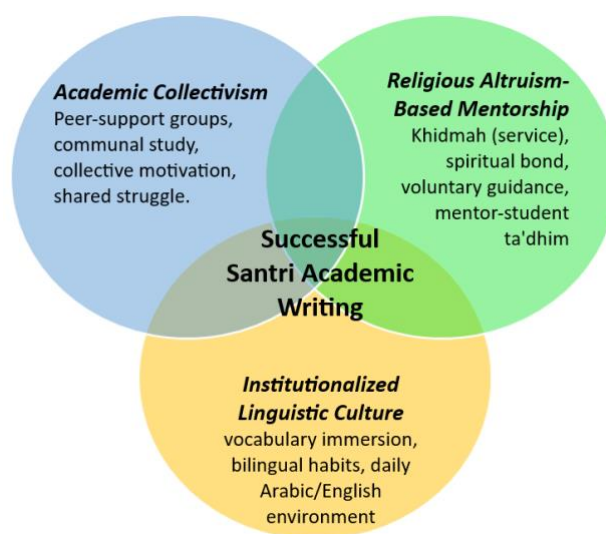 Academic Collectivism
Peer-support groups,
communal study,
collective motivation,
shared struggle.
Religious Altruism-
Based Mentorship
Khidmah (service),
spiritual bond,
voluntary guidance,
mentor-student
ta'dhim
Successful
Santri Academic
Writing
Institutionalized
Linguistic Culture
vocabulary immersion,
bilingual habits, daily
Arabic/English
environment